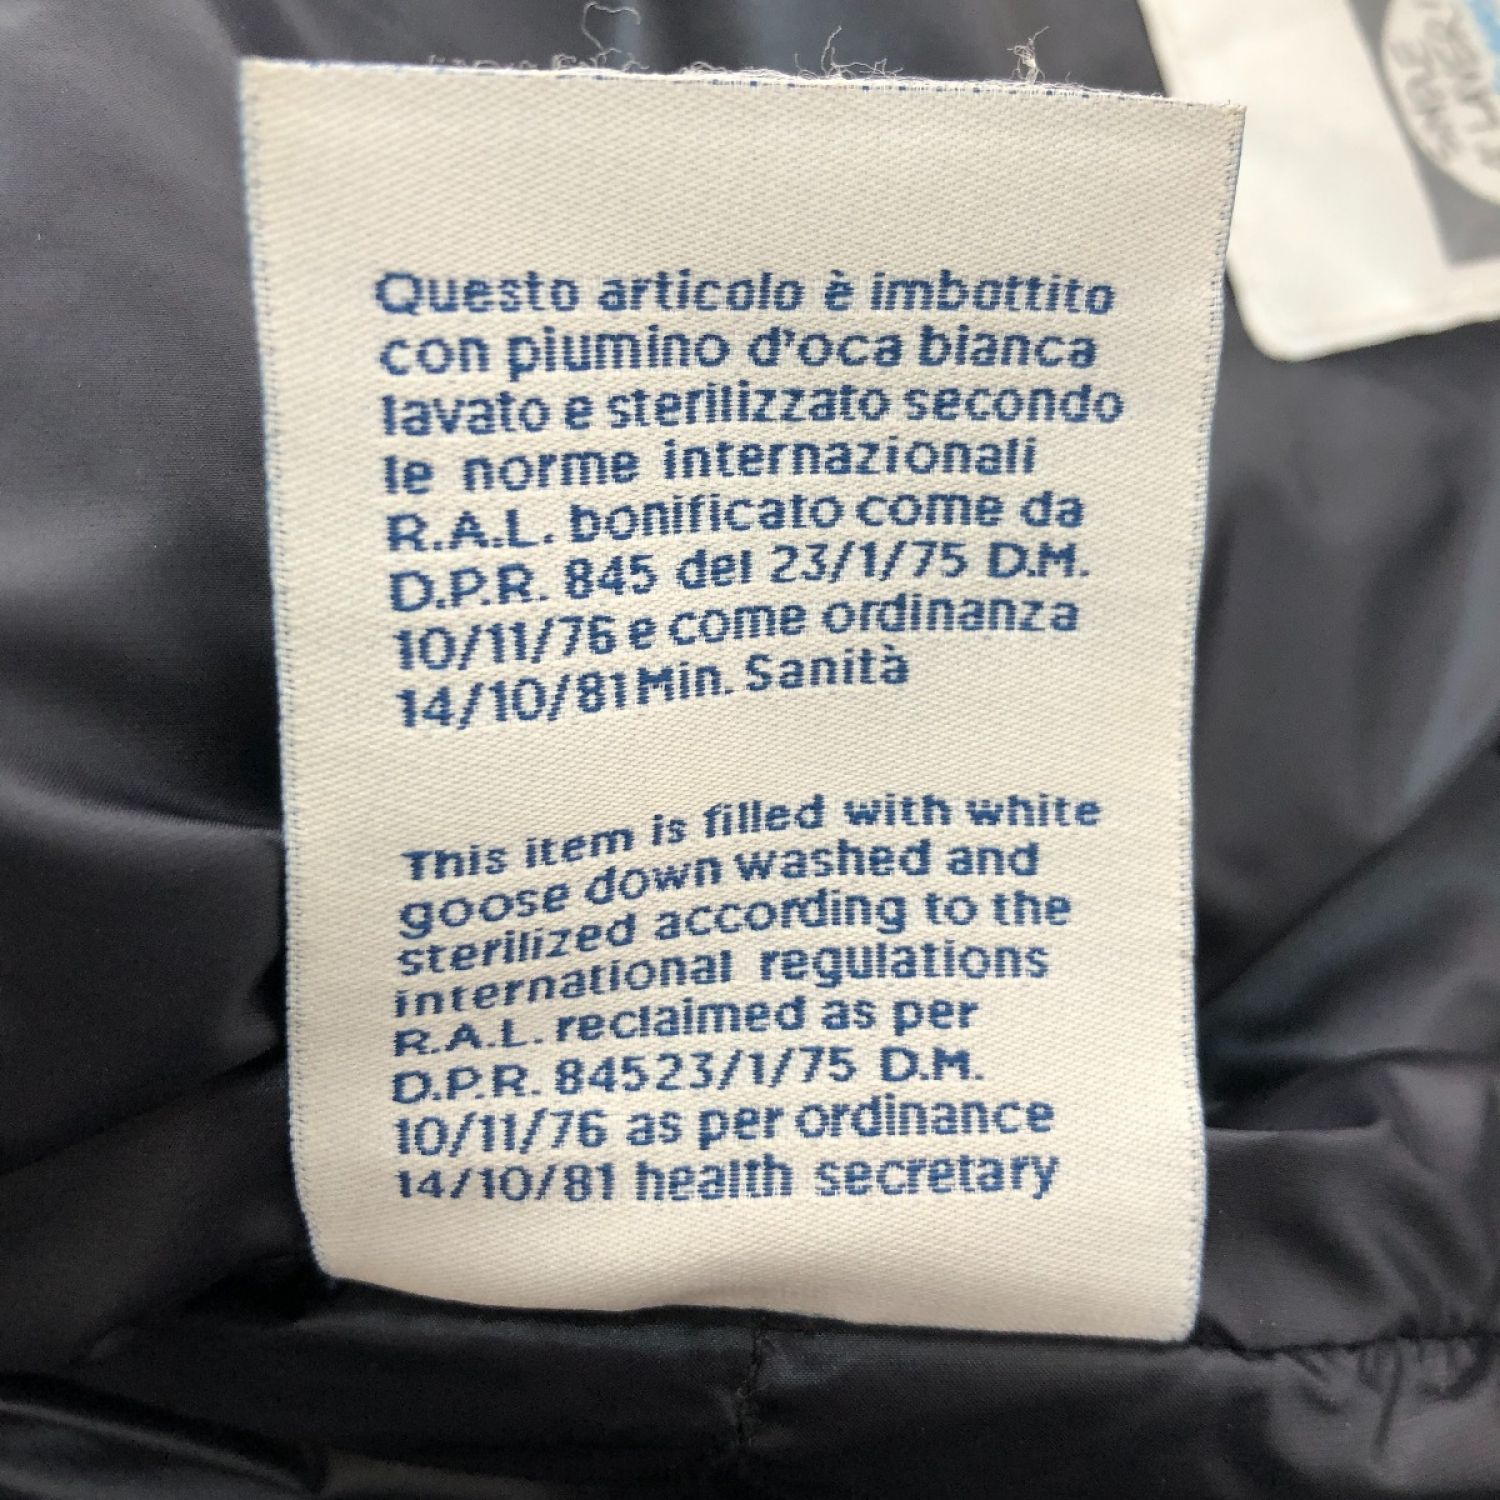 Questo articolo è imbottito
con piumino d'oca bianca
lavato e sterilizzato secondo
le norme internazionali
R.A.L. bonificato come da
D.P.R. 845 del 23/1/75 D.M.
10/11/76 e come ordinanza
14/10/81 Min. Sanità
This item is filled with white
goose down washed and
sterilized according to the
international regulations
R.A.L. reclaimed as per
D.P.R. 84523/1/75 D.M.
10/11/76 as per ordinance
14/10/81 health secretary